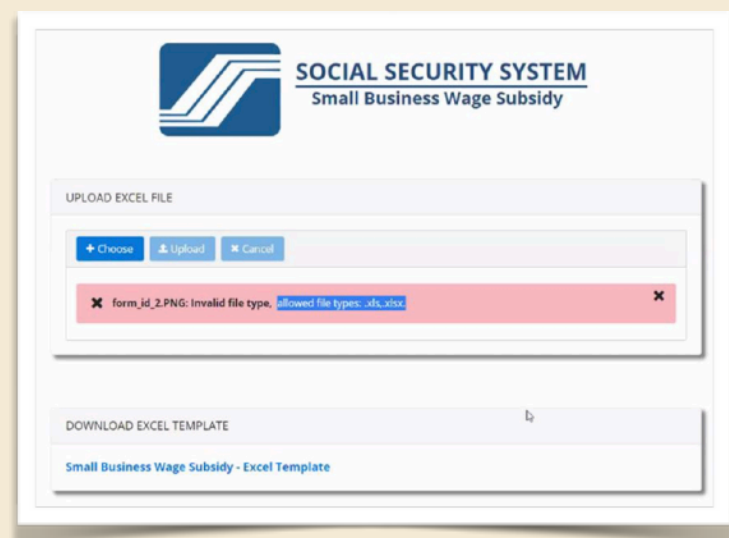 SOCIAL SECURITY SYSTEM
Small Business Wage Subsidy
UPLOAD EXCEL FILE
+ Choose Upload ✖ Cancel
✖ form_id_2.PNG: Invalid file type, allowed file types: .xls,.xlsx. ✖
DOWNLOAD EXCEL TEMPLATE
Small Business Wage Subsidy - Excel Template